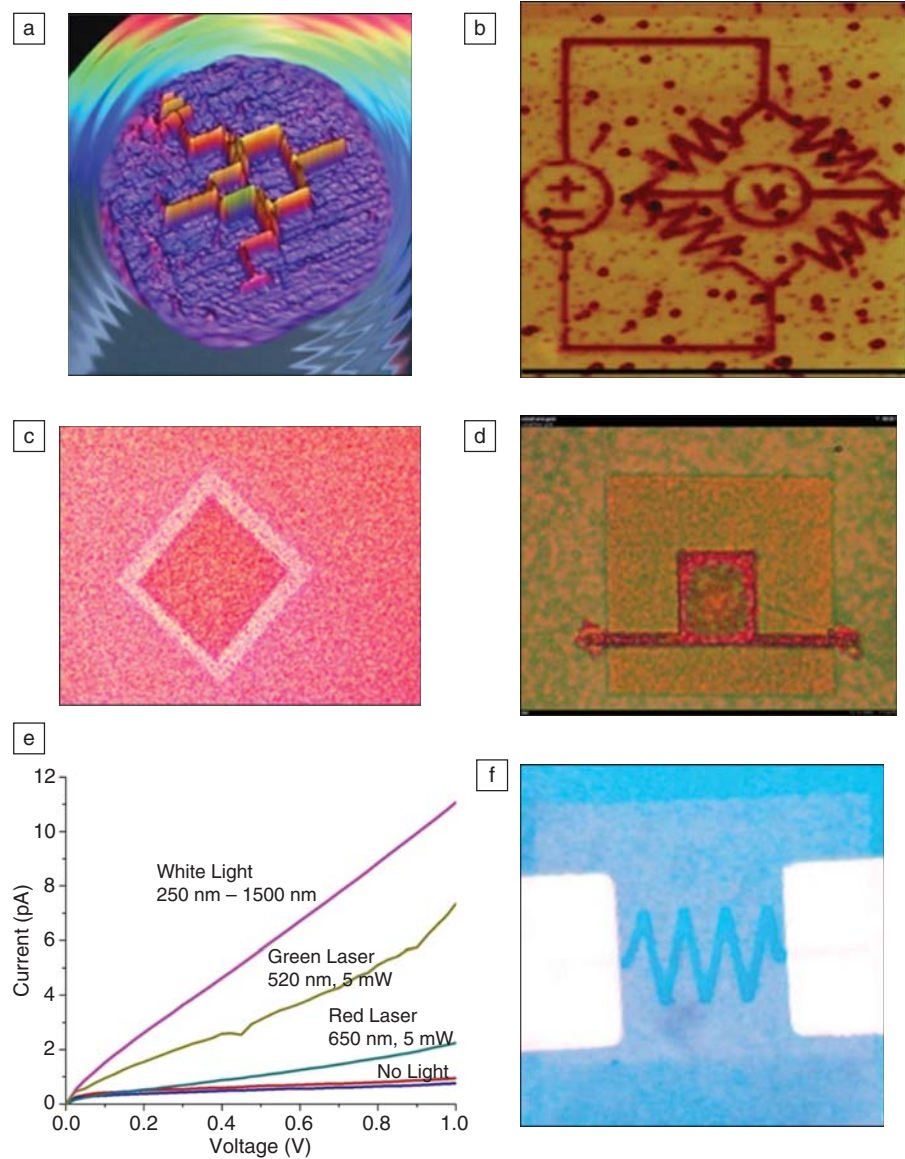 a
b
c
d
e
12
10
8
6
4
2
0
Current (pA)
White Light
250 nm – 1500 nm
Green Laser
520 nm, 5 mW
Red Laser
650 nm, 5 mW
No Light
0.0 0.2 0.4 0.6 0.8 1.0
Voltage (V)
f